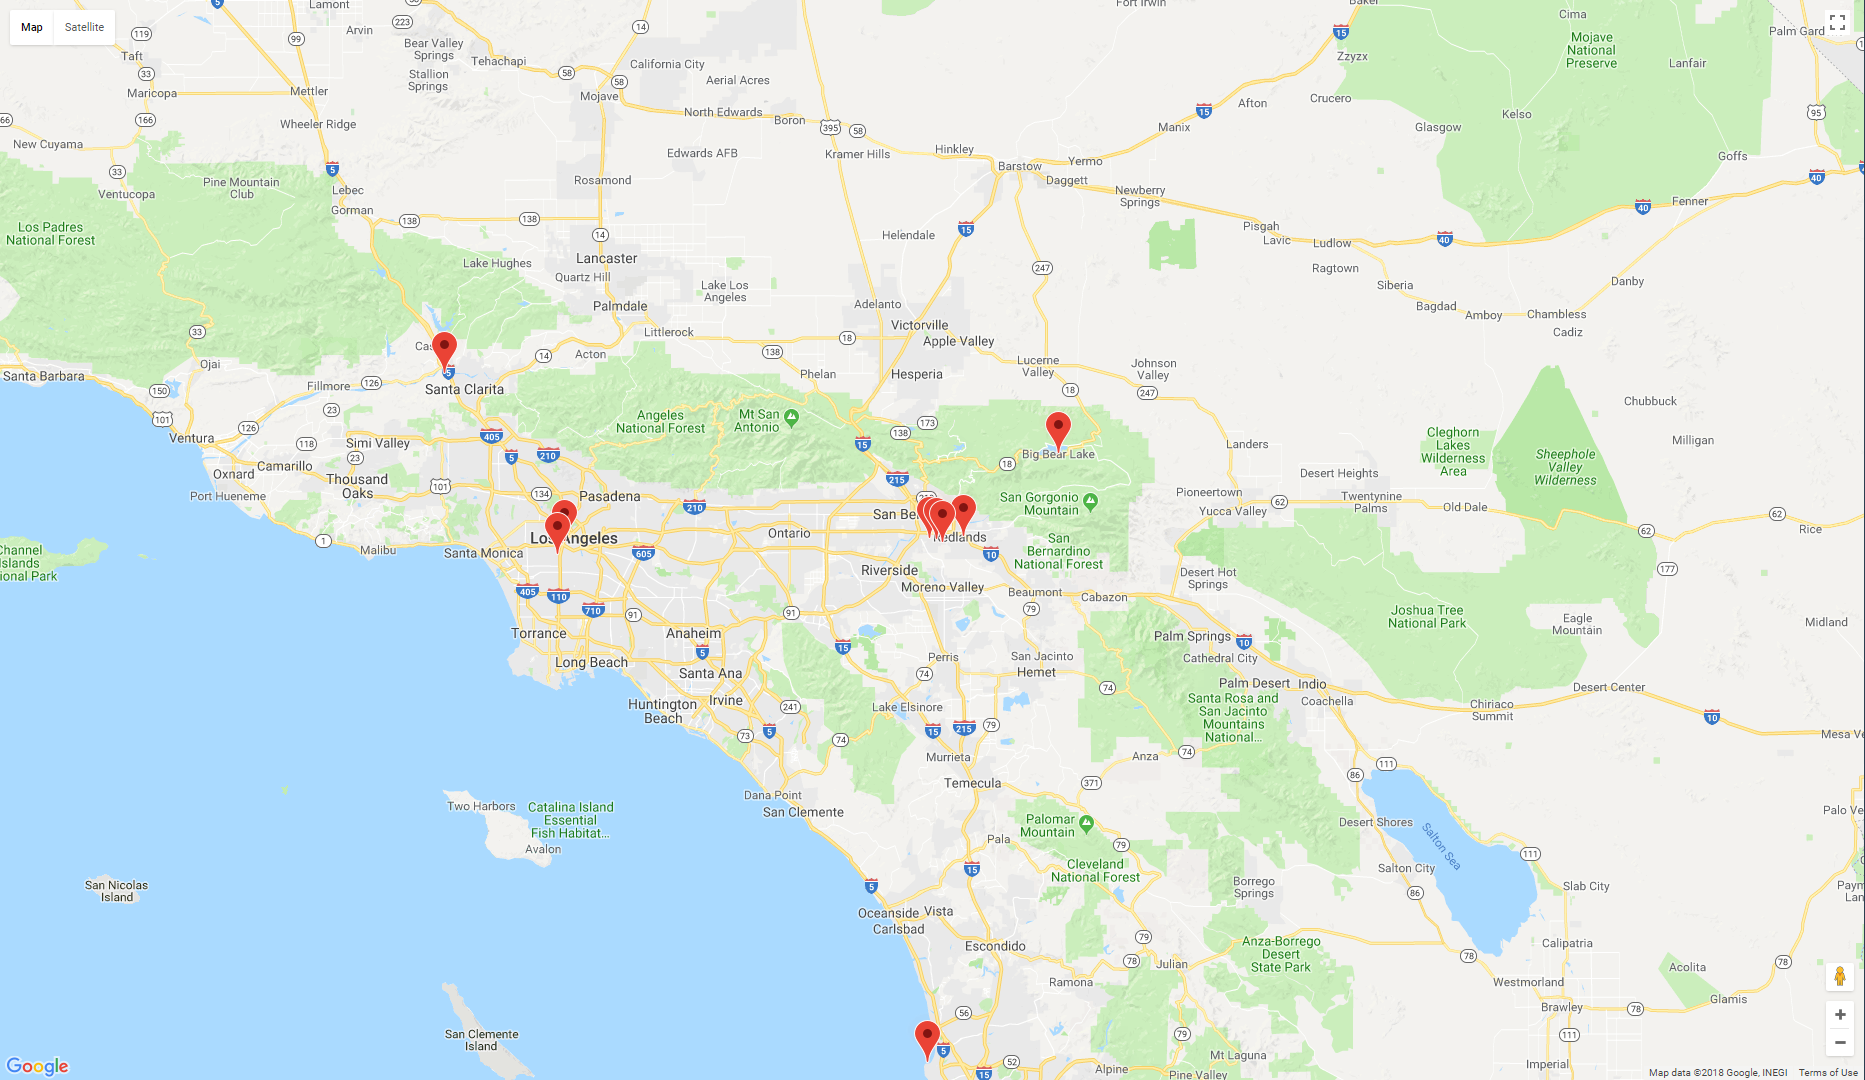 Map
Satellite
Lamont
Fort Irwin
Baker
Cima
Palm Gard
Arvin
Bear Valley
Springs
Tehachapi
Taft
Stallion
Springs
California City
Aerial Acres
Zzyzx
Mojave
National
Preserve
Lanfair
Maricopa
Mettler
Mojave
North Edwards
Boron
Afton
Crucero
Kelso
Wheeler Ridge
Manix
Glasgow
New Cuyama
Edwards AFB
Kramer Hills
Hinkley
Barstow
Yermo
Daggett
Goffs
Ventucopa
Pine Mountain
Club
Lebec
Rosamond
Newberry
Springs
Fenner
Gorman
Los Padres
National Forest
Helendale
Pisgah
Lavic
Ludlow
Lake Hughes
Lancaster
Quartz Hill
Ragtown
Lake Los
Angeles
Siberia
Danby
Palmdale
Adelanto
Bagdad
Amboy
Chambless
Cadiz
Littlerock
Victorville
Apple Valley
Ojai
Acton
Lucerne
Valley
Johnson
Valley
Santa Barbara
Fillmore
Santa Clarita
Phelan
Hesperia
Angeles
National Forest
Mt San
Antonio
Chubbuck
Ventura
Simi Valley
Landers
Cleghorn
Lakes
Wilderness
Area
Milligan
Oxnard
Camarillo
Thousand
Oaks
Big Bear Lake
Desert Heights
Sheephole
Valley
Wilderness
Port Hueneme
Pasadena
San Gorgonio
Mountain
Pioneertown
Yucca Valley
Twentynine
Palms
Old Dale
Rice
San Be
Los Angeles
Ontario
Redlands
Channel
Islands
ional Park
Malibu
Santa Monica
San
Bernardino
National Forest
Riverside
Moreno Valley
Beaumont
Cabazon
Desert Hot
Springs
Joshua Tree
National Park
Eagle
Mountain
Midland
Torrance
Anaheim
Palm Springs
Cathedral City
Long Beach
Perris
San Jacinto
Hemet
Santa Ana
Palm Desert
Indio
Coachella
Desert Center
Huntington
Beach
Irvine
Lake Elsinore
Santa Rosa and
San Jacinto
Mountains
National...
Chiriaco
Summit
Mesa Ve
Murrieta
Anza
Temecula
Dana Point
San Clemente
Two Harbors
Catalina Island
Essential
Fish Habitat...
Avalon
Palomar
Mountain
Pala
Desert Shores
Salton Sea
Palo Ve
Cleveland
National Forest
Salton City
Borrego
Springs
Slab City
Paym
Lan
San Nicolas
Island
Oceanside
Vista
Carlsbad
Escondido
Anza-Borrego
Desert
State Park
Calipatria
Julian
Acolita
Ramona
Westmorland
Brawley
Glamis
San Clemente
Island
Mt Laguna
Alpine
Pine Valley
Imperial
Google
Map data ©2018 Google, INEGI
Terms of Use